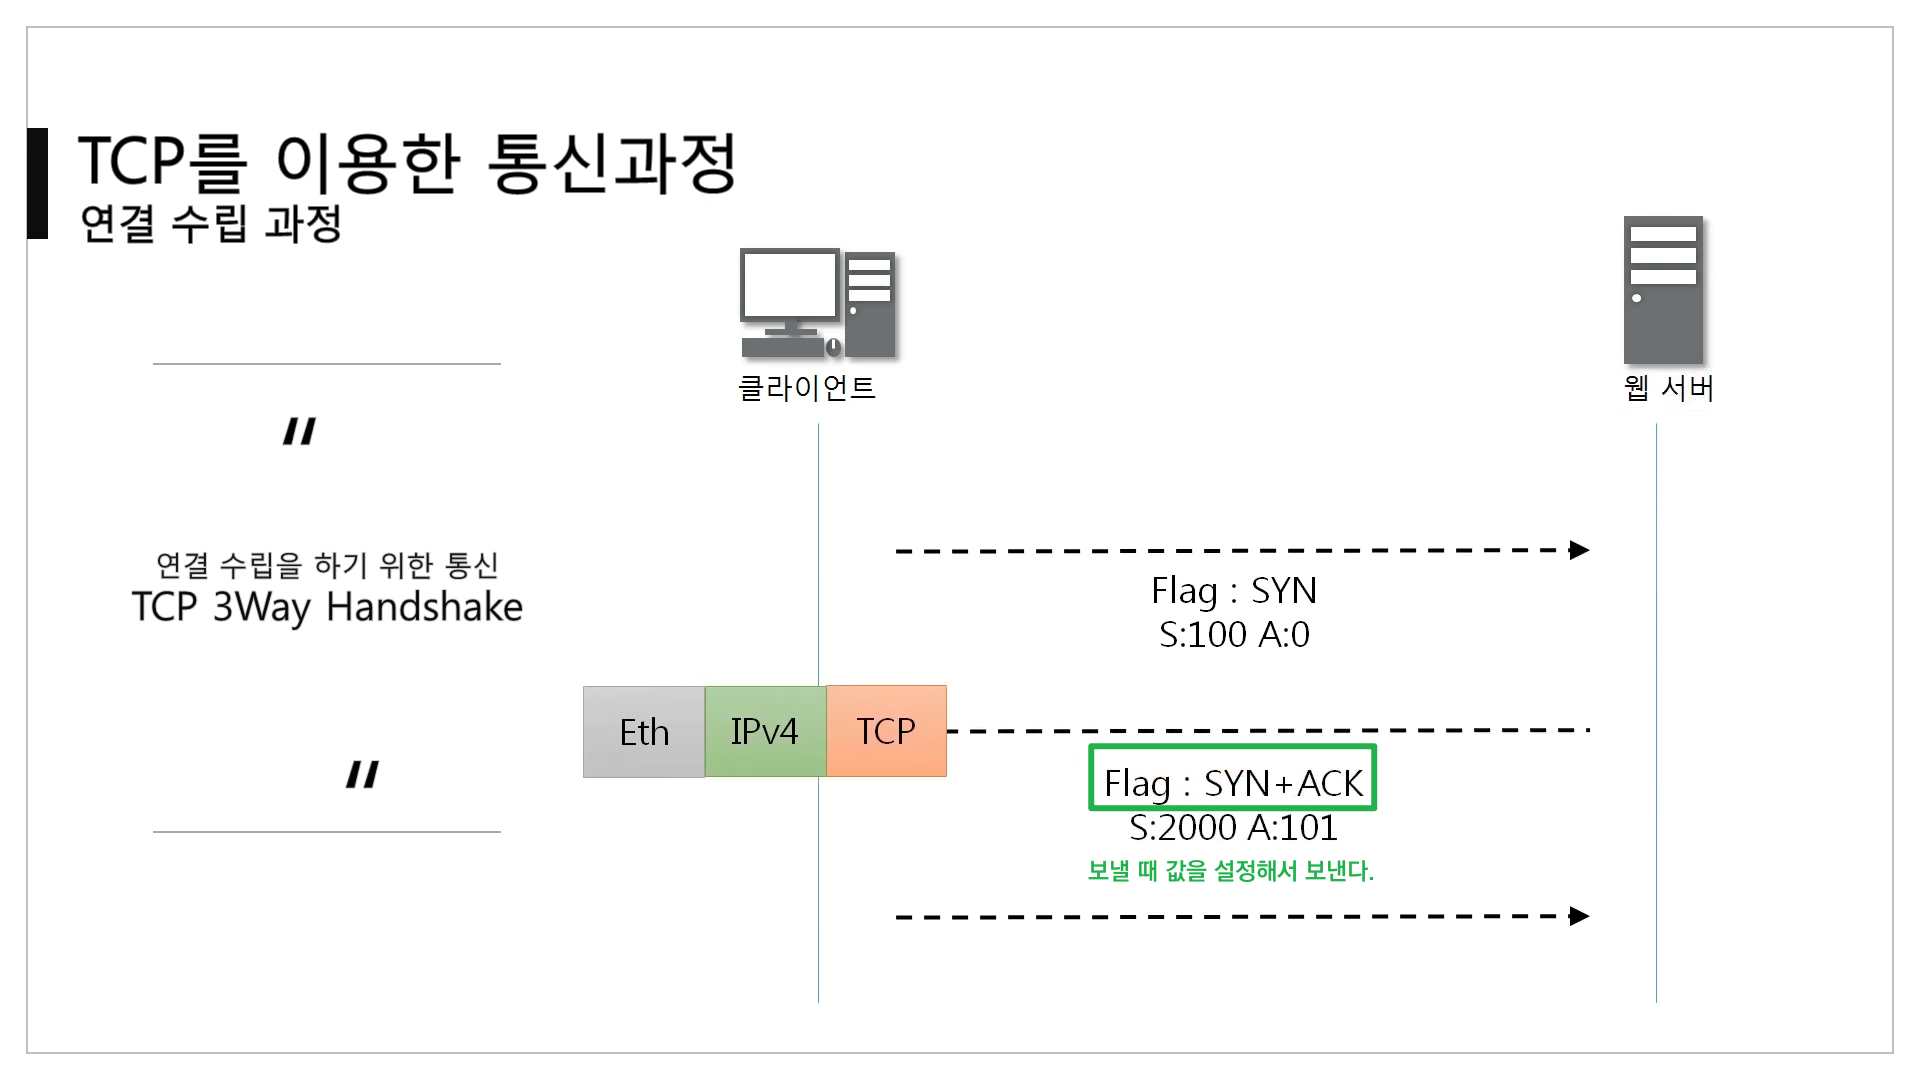 TCP를 이용한 통신과정
연결 수립 과정
클라이언트
웹 서버
"
연결 수립을 하기 위한 통신
TCP 3Way Handshake
"
Flag : SYN
S:100 A:0
Eth
IPv4
TCP
Flag : SYN+ACK
S:2000 A:101
보낼 때 값을 설정해서 보낸다.